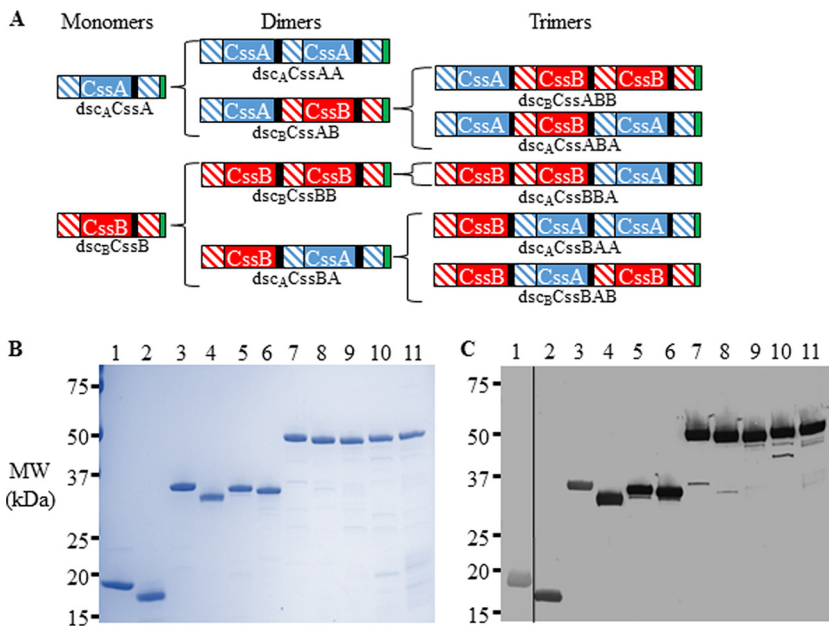 A
Monomers Dimers Trimers
CssA CssA
dscACssAA
CssA
dscACssA
CssA CssB
dscBCssAB
CssA CssB CssB
dscBCssABB
CssA CssB CssA
dscACssABA
CssB CssB
dscBCssBB
CssB CssB CssA
dscACssBBA
CssB
dscBCssB
CssB CssA
dscACssBA
CssB CssA CssA
dscACssBAA
CssB CssA CssB
dscBCssBAB
B
1 2 3 4 5 6 7 8 9 10 11
75
50
MW
(kDa)
37
25
20
15
C
1 2 3 4 5 6 7 8 9 10 11
75
50
37
25
20
15